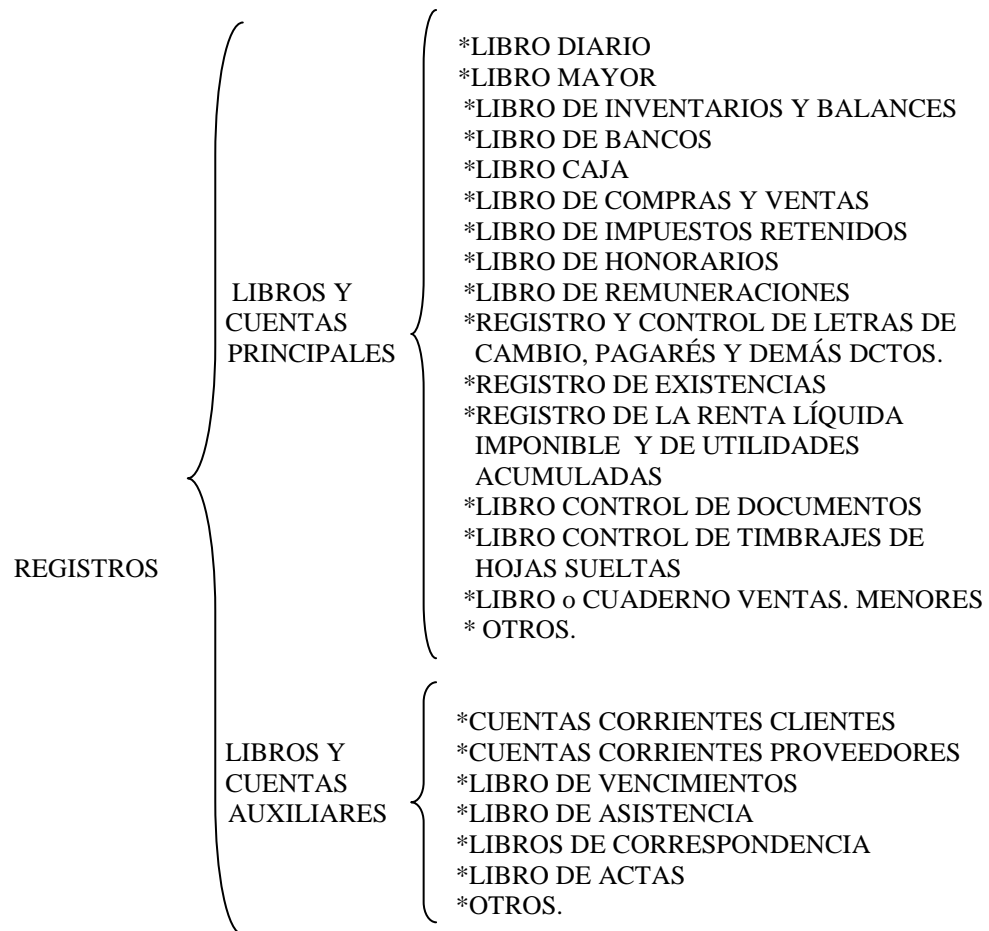 REGISTROS
LIBROS Y
CUENTAS
PRINCIPALES
*LIBRO DIARIO
*LIBRO MAYOR
*LIBRO DE INVENTARIOS Y BALANCES
*LIBRO DE BANCOS
*LIBRO CAJA
*LIBRO DE COMPRAS Y VENTAS
*LIBRO DE IMPUESTOS RETENIDOS
*LIBRO DE HONORARIOS
*LIBRO DE REMUNERACIONES
*REGISTRO Y CONTROL DE LETRAS DE
CAMBIO, PAGARÉS Y DEMÁS DCTOS.
*REGISTRO DE EXISTENCIAS
*REGISTRO DE LA RENTA LÍQUIDA
IMPONIBLE Y DE UTILIDADES
ACUMULADAS
*LIBRO CONTROL DE DOCUMENTOS
*LIBRO CONTROL DE TIMBRAJES DE
HOJAS SUELTAS
*LIBRO o CUADERNO VENTAS. MENORES
* OTROS.
LIBROS Y
CUENTAS
AUXILIARES
*CUENTAS CORRIENTES CLIENTES
*CUENTAS CORRIENTES PROVEEDORES
*LIBRO DE VENCIMIENTOS
*LIBRO DE ASISTENCIA
*LIBROS DE CORRESPONDENCIA
*LIBRO DE ACTAS
*OTROS.